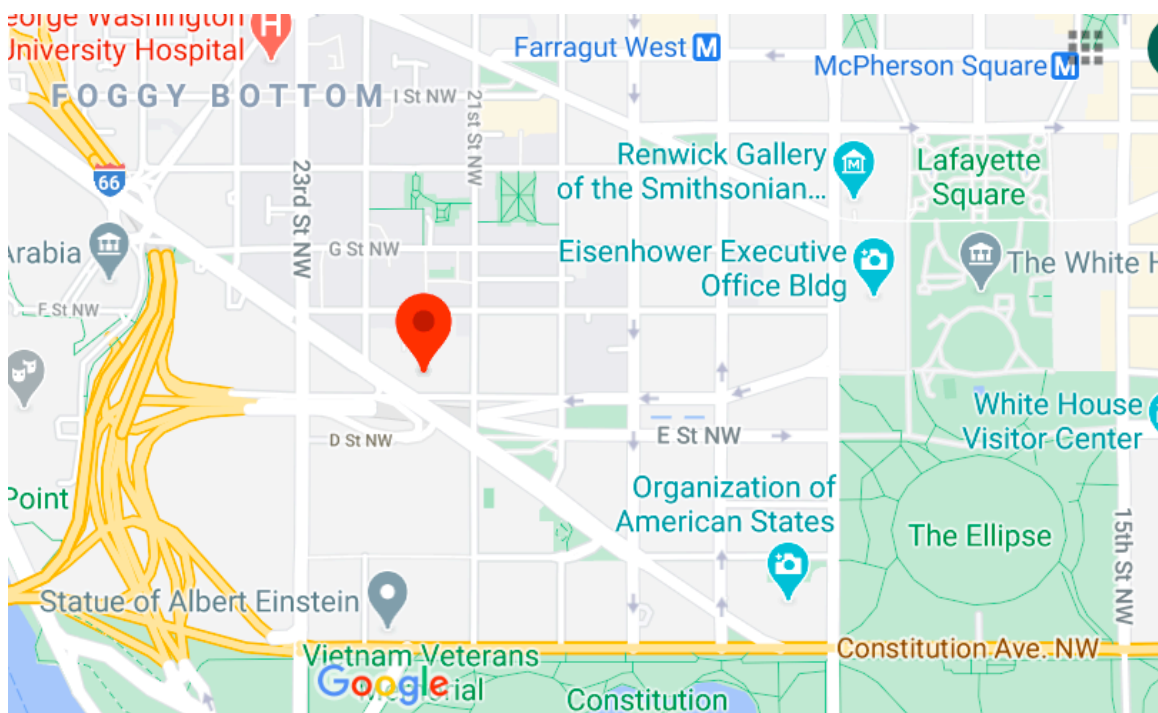 eorge Washington
University Hospital
H
FOGGY BOTTOM
I St NW
21st St NW
Farragut West M
McPherson Square M
66
23rd St NW
Renwick Gallery
of the Smithsonian...
M
Lafayette
Square
Arabia
G St NW
Eisenhower Executive
Office Bldg
The White H
F St NW
White House
Visitor Center
D St NW
E St NW
Point
Organization of
American States
The Ellipse
15th St NW
Statue of Albert Einstein
Constitution Ave. NW
Vietnam Veterans
Google
rial
Constitution